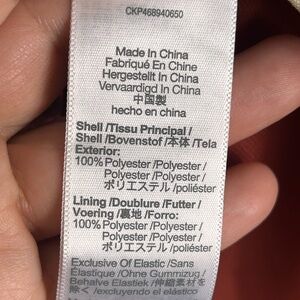 CKP468940650
Made In China
Fabriqué En Chine
Hergestellt In China
Vervaardigd In China
中国製
hecho en china
Shell /Tissu Principal /
Shell /Bovenstof /本体 /Tela
Exterior:
100% Polyester /Polyester /
Polyester /Polyester /
ポリエステル /poliéster
Lining /Doublure /Futter /
Voering /裏地 /Forro:
100% Polyester /Polyester /
Polyester /Polyester /
ポリエステル /poliéster
Exclusive Of Elastic /Sans
Élastique /Ohne Gummizug /
Behalve Elastiek /伸縮素材を
除く /excluyendo el elástico